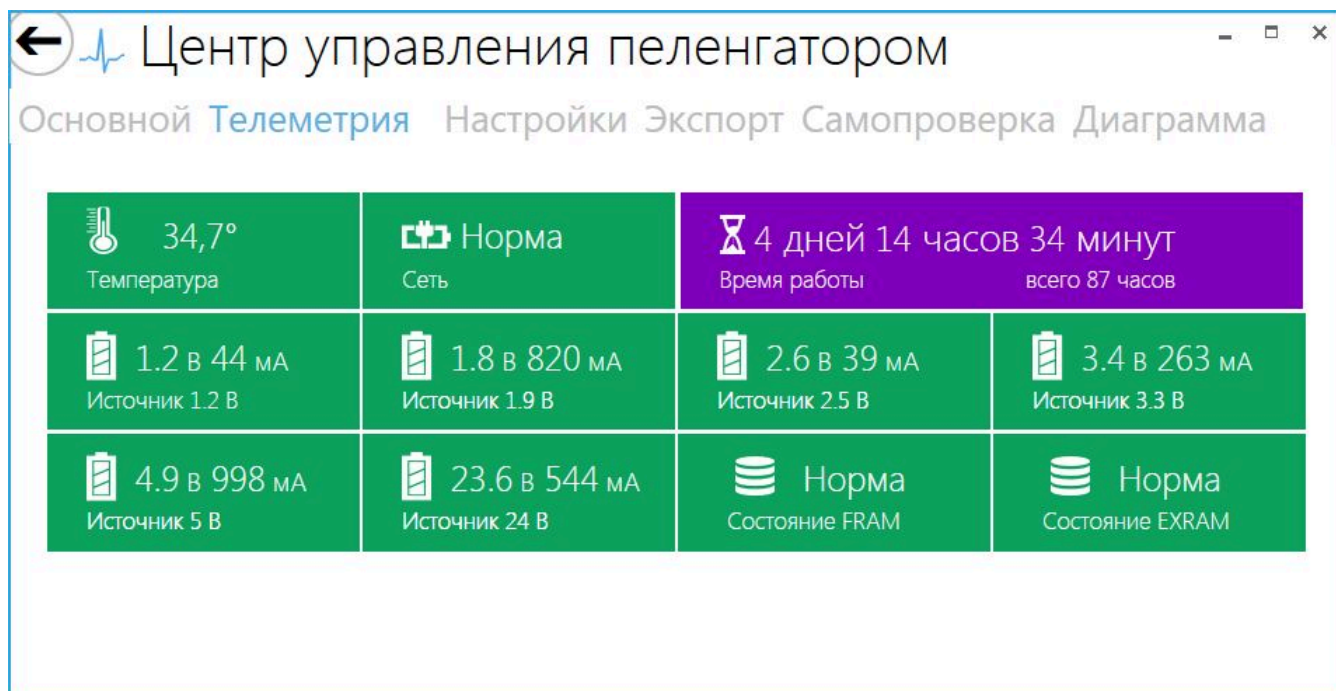 Центр управления пеленгатором
Основной Телеметрия Настройки Экспорт Самопроверка Диаграмма
34,7°
Температура
Норма
Сеть
4 дней 14 часов 34 минут
Время работы всего 87 часов
1.2 в 44 мА
Источник 1.2 В
1.8 в 820 мА
Источник 1.9 В
2.6 в 39 мА
Источник 2.5 В
3.4 в 263 мА
Источник 3.3 В
4.9 в 998 мА
Источник 5 В
23.6 в 544 мА
Источник 24 В
Норма
Состояние FRAM
Норма
Состояние EXRAM